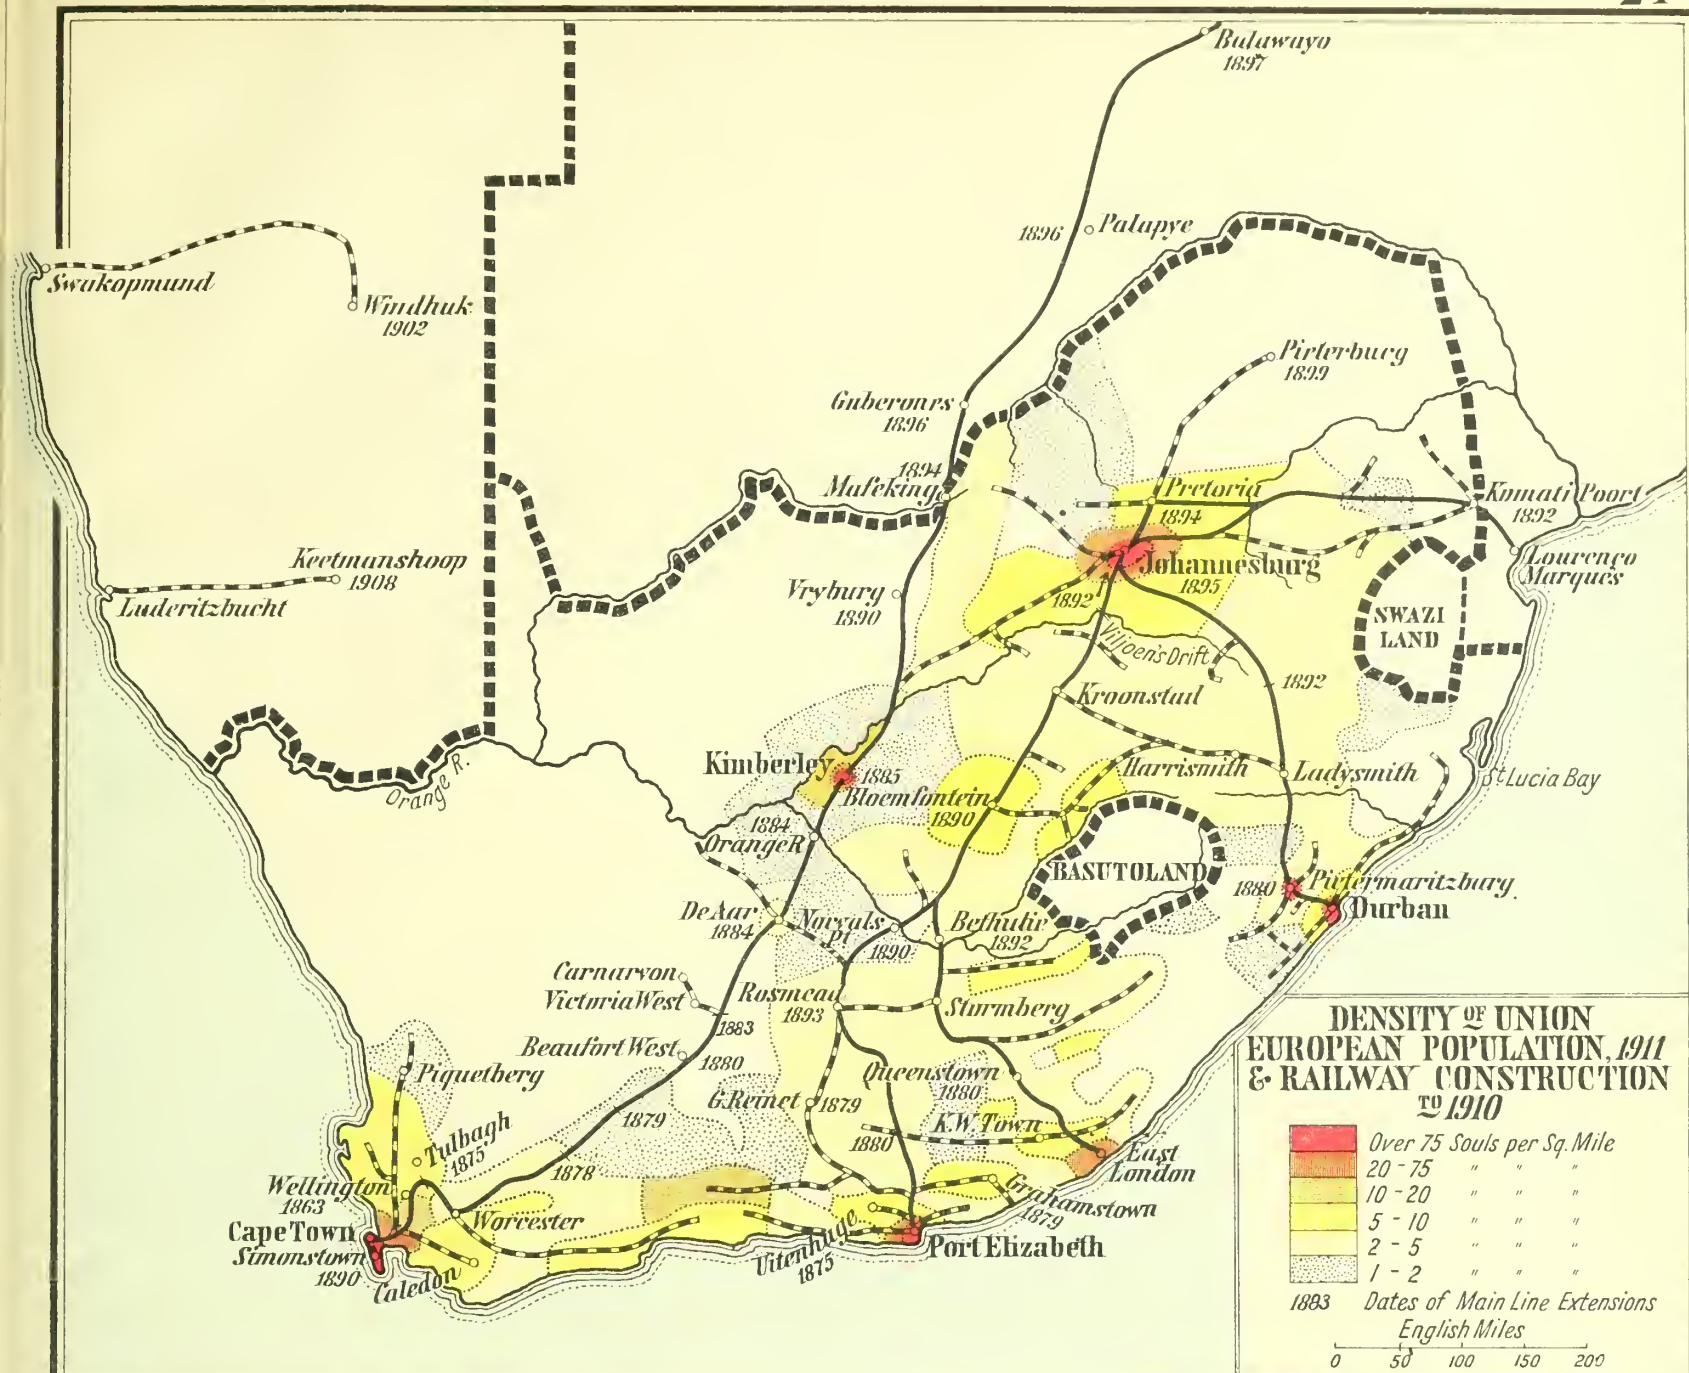 Bulawayo
1897
1896
Palapye
Swakopmund
Windhuk
1902
Pieterburg
1899
Guberones
1896
1894
Mafeking
Pretoria
1894
Komati Poort
1892
Keetmanshoop
1908
Luderitzbucht
Johannesburg
1895
1892
Lourenço
Marques
Vryburg
1890
SWAZI
LAND
Viljoen's Drift
1892
Kroonstad
Orange R.
Kimberley
1885
Harrismith
Ladysmith
St Lucia Bay
Bloemfontein
1890
1884
Orange R
BASUTOLAND
1880
Pietermaritzburg
Durban
De Aar
1884
Norvals
Pt
1890
Bethulie
1892
Carnarvon
Victoria West
1883
Rosmead
1893
Sturmberg
Beaufort West
1880
Queenstown
1880
Piquetberg
G. Reinet
1879
1879
K.W. Town
1880
Tulbagh
1875
1878
East
London
Wellington
1863
Grahamstown
1879
Cape Town
Worcester
Simonstown
1890
Caledon
Uitenhage
1875
Port Elizabeth
DENSITY OF UNION
EUROPEAN POPULATION, 1911
& RAILWAY CONSTRUCTION
TO 1910
Over 75 Souls per Sq. Mile
20 - 75 " " "
10 - 20 " " "
5 - 10 " " "
2 - 5 " " "
1 - 2 " " "
1883 Dates of Main Line Extensions
English Miles
0 50 100 150 200